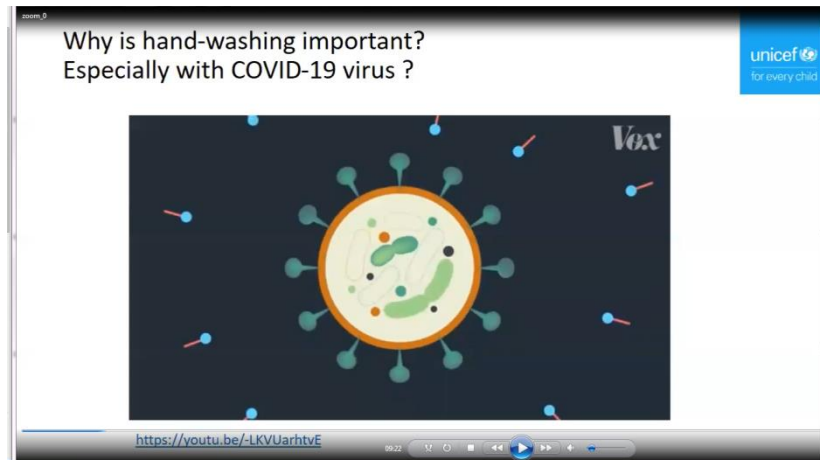 zoom_0
Why is hand-washing important?
Especially with COVID-19 virus ?
unicef
for every child
Vox
https://youtu.be/-LKVUarhtvE
09:22